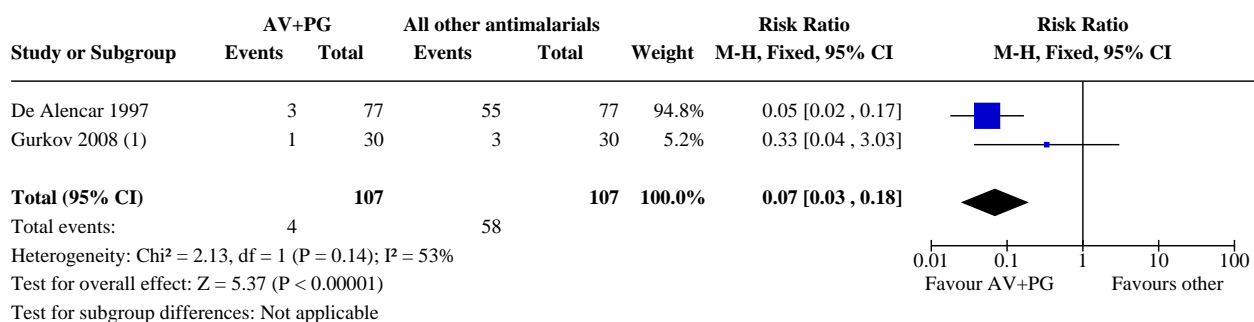 AV+PG All other antimalarials Risk Ratio Risk Ratio
Study or Subgroup Events Total Events Total Weight M-H, Fixed, 95% CI M-H, Fixed, 95% CI
De Alencar 1997 3 77 55 77 94.8% 0.05 [0.02 , 0.17]
Gurkov 2008 (1) 1 30 3 30 5.2% 0.33 [0.04 , 3.03]
Total (95% CI) 107 107 100.0% 0.07 [0.03 , 0.18]
Total events: 4 58
Heterogeneity: Chi² = 2.13, df = 1 (P = 0.14); I² = 53%
0.01 0.1 1 10 100
Test for overall effect: Z = 5.37 (P < 0.00001) Favour AV+PG Favours other
Test for subgroup differences: Not applicable